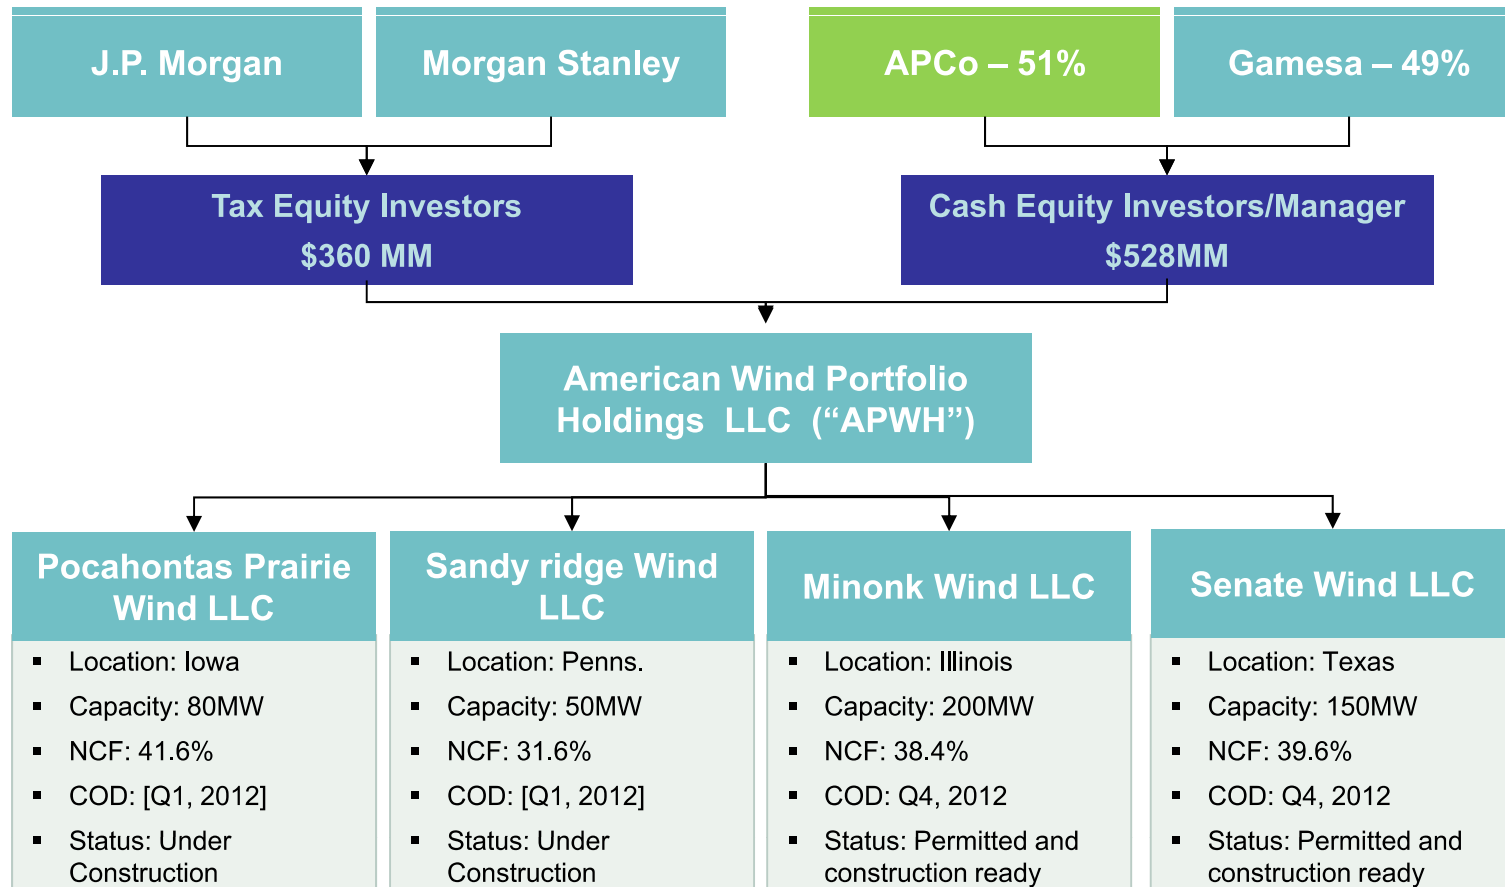 J.P. Morgan
Morgan Stanley
APCo – 51%
Gamesa – 49%
Tax Equity Investors
$360 MM
Cash Equity Investors/Manager
$528MM
American Wind Portfolio
Holdings LLC (“APWH”)
Pocahontas Prairie
Wind LLC
▪ Location: Iowa
▪ Capacity: 80MW
▪ NCF: 41.6%
▪ COD: [Q1, 2012]
▪ Status: Under
Construction
Sandy ridge Wind
LLC
▪ Location: Penns.
▪ Capacity: 50MW
▪ NCF: 31.6%
▪ COD: [Q1, 2012]
▪ Status: Under
Construction
Minonk Wind LLC
▪ Location: Illinois
▪ Capacity: 200MW
▪ NCF: 38.4%
▪ COD: Q4, 2012
▪ Status: Permitted and
construction ready
Senate Wind LLC
▪ Location: Texas
▪ Capacity: 150MW
▪ NCF: 39.6%
▪ COD: Q4, 2012
▪ Status: Permitted and
construction ready